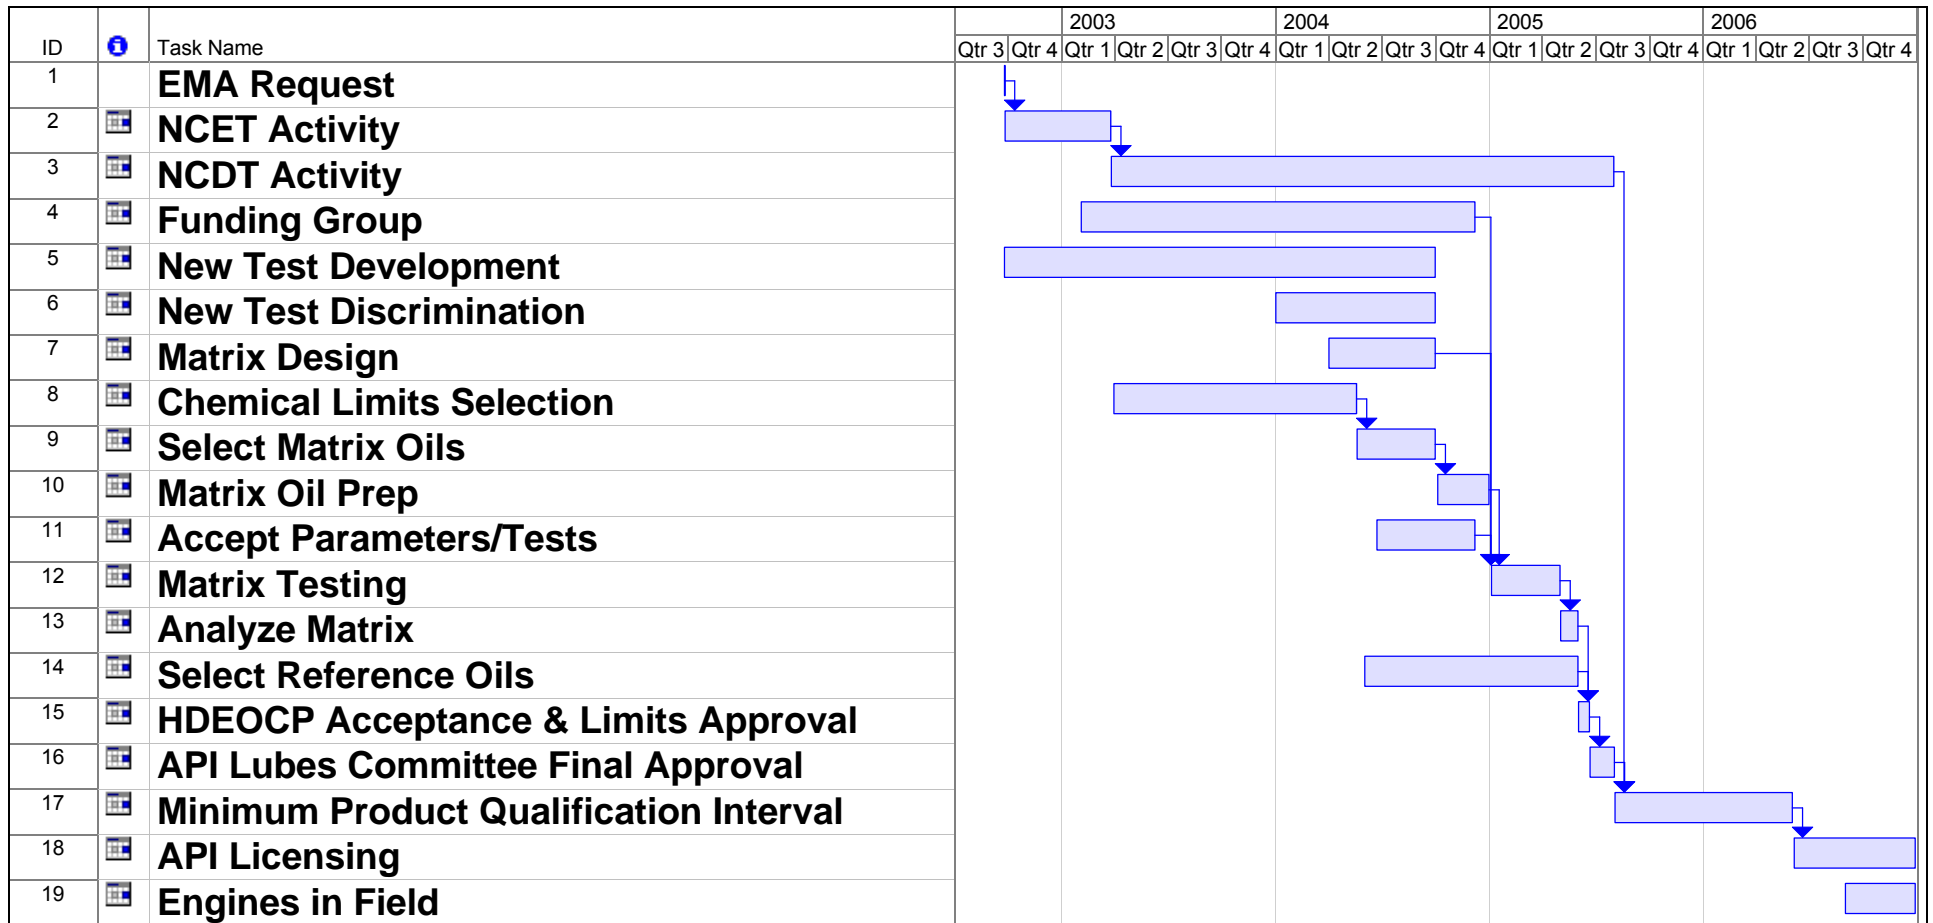 2003 2004 2005 2006
ID Task Name Qtr 3 Qtr 4 Qtr 1 Qtr 2 Qtr 3 Qtr 4 Qtr 1 Qtr 2 Qtr 3 Qtr 4 Qtr 1 Qtr 2 Qtr 3 Qtr 4 Qtr 1 Qtr 2 Qtr 3 Qtr 4
1 EMA Request
2 NCET Activity
3 NCDT Activity
4 Funding Group
5 New Test Development
6 New Test Discrimination
7 Matrix Design
8 Chemical Limits Selection
9 Select Matrix Oils
10 Matrix Oil Prep
11 Accept Parameters/Tests
12 Matrix Testing
13 Analyze Matrix
14 Select Reference Oils
15 HDEOCP Acceptance & Limits Approval
16 API Lubes Committee Final Approval
17 Minimum Product Qualification Interval
18 API Licensing
19 Engines in Field